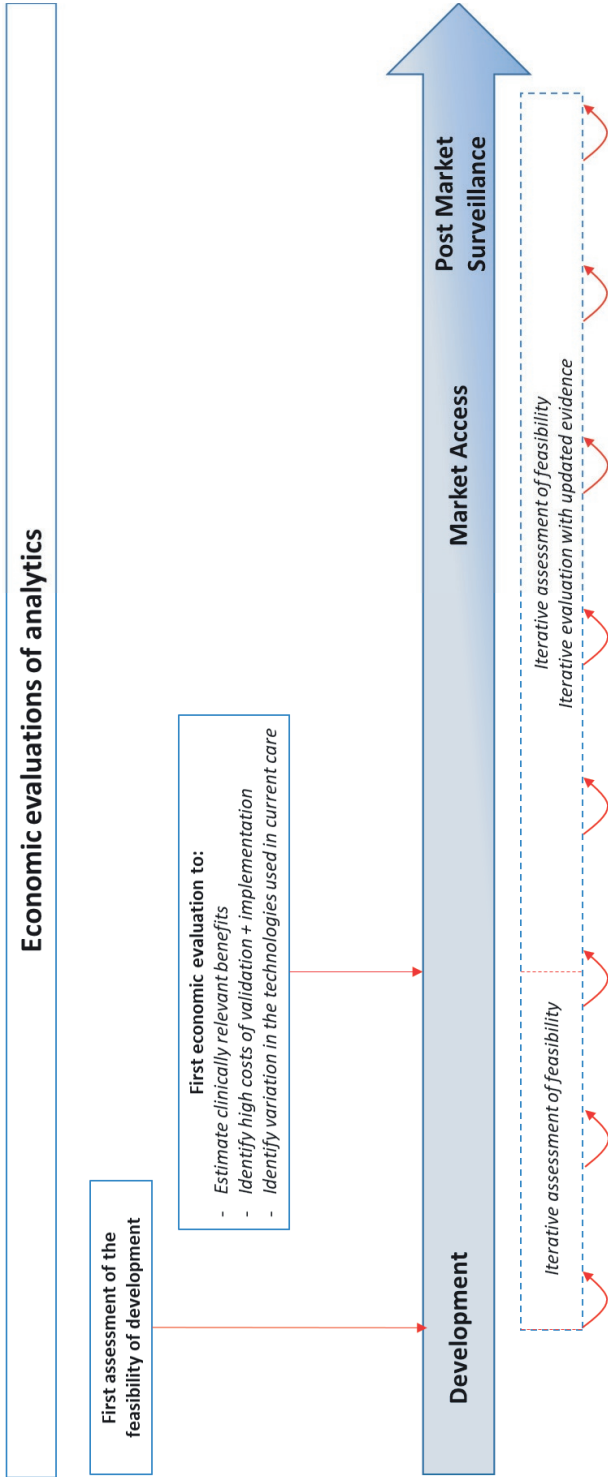 Economic evaluations of analytics
First assessment of the
feasibility of development
First economic evaluation to:
- Estimate clinically relevant benefits
- Identify high costs of validation + implementation
- Identify variation in the technologies used in current care
Development
Market Access
Post Market
Surveillance
Iterative assessment of feasibility
Iterative assessment of feasibility
Iterative evaluation with updated evidence